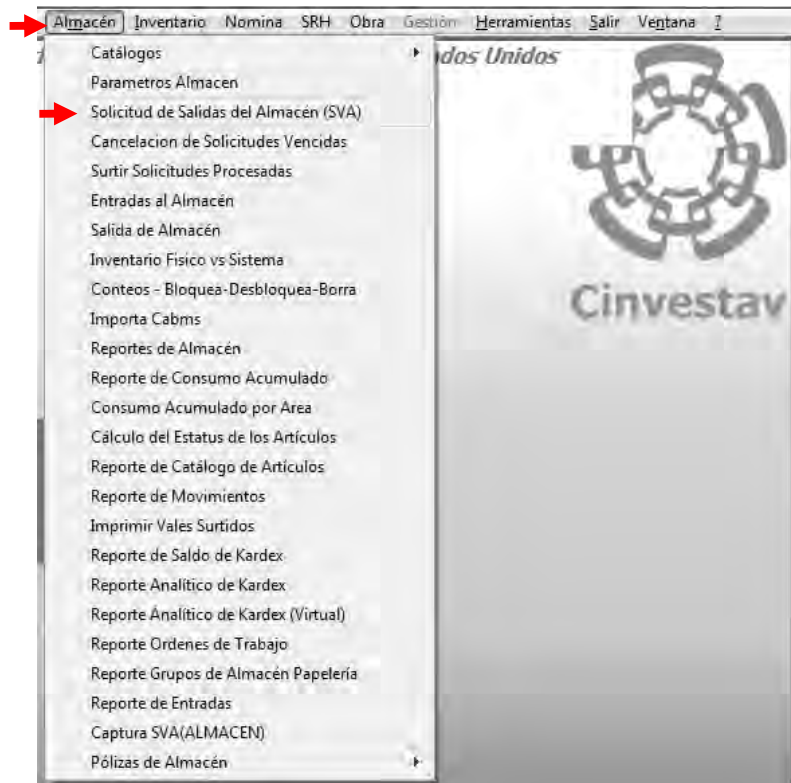 Almacén Inventario Nomina SRH Obra Gestión Herramientas Salir Ventana ?
dos Unidos
Catálogos
Parametros Almacen
Solicitud de Salidas del Almacén (SVA)
Cancelacion de Solicitudes Vencidas
Surtir Solicitudes Procesadas
Entradas al Almacén
Salida de Almacén
Inventario Fisico vs Sistema
Conteos - Bloquea-Desbloquea-Borra
Importa Cabms
Reportes de Almacén
Reporte de Consumo Acumulado
Consumo Acumulado por Area
Cálculo del Estatus de los Artículos
Reporte de Catálogo de Articulos
Reporte de Movimientos
Imprimir Vales Surtidos
Reporte de Saldo de Kardex
Reporte Analítico de Kardex
Reporte Analítico de Kardex (Virtual)
Reporte Ordenes de Trabajo
Reporte Grupos de Almacén Papelería
Reporte de Entradas
Captura SVA(ALMACEN)
Pólizas de Almacén
Cinvestav